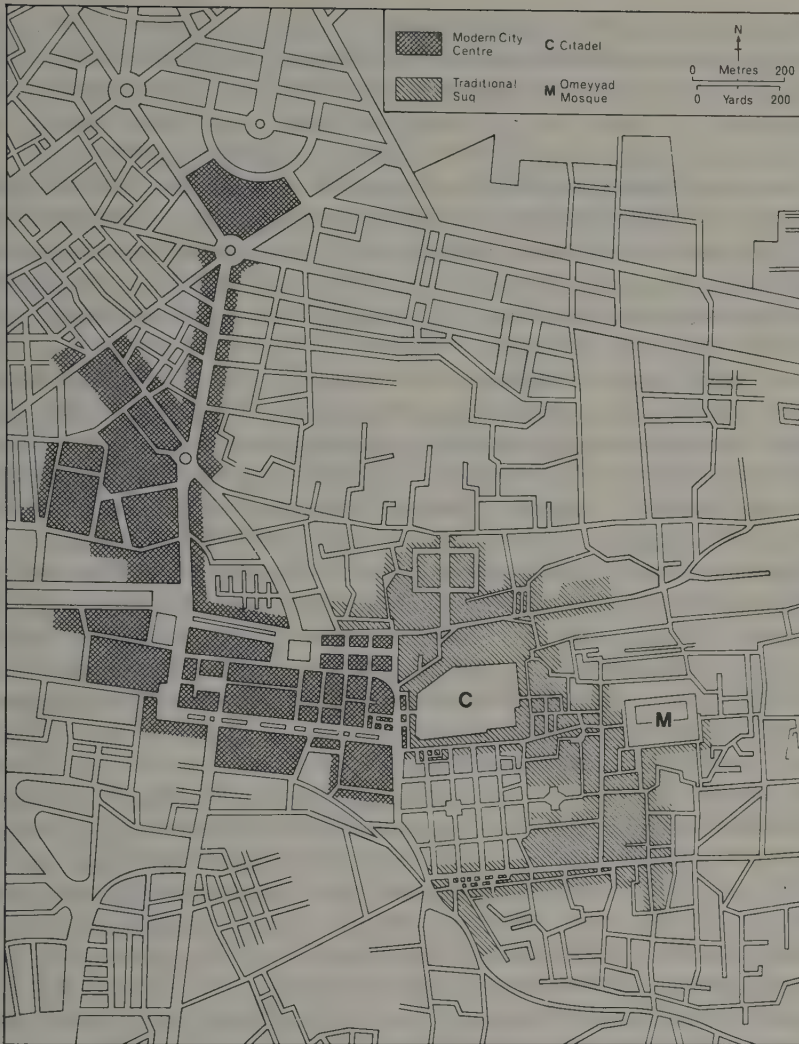 Modern City
Centre
C Citadel
Traditional
Suq
M Omeyyad
Mosque
N
0 Metres 200
0 Yards 200
C
M